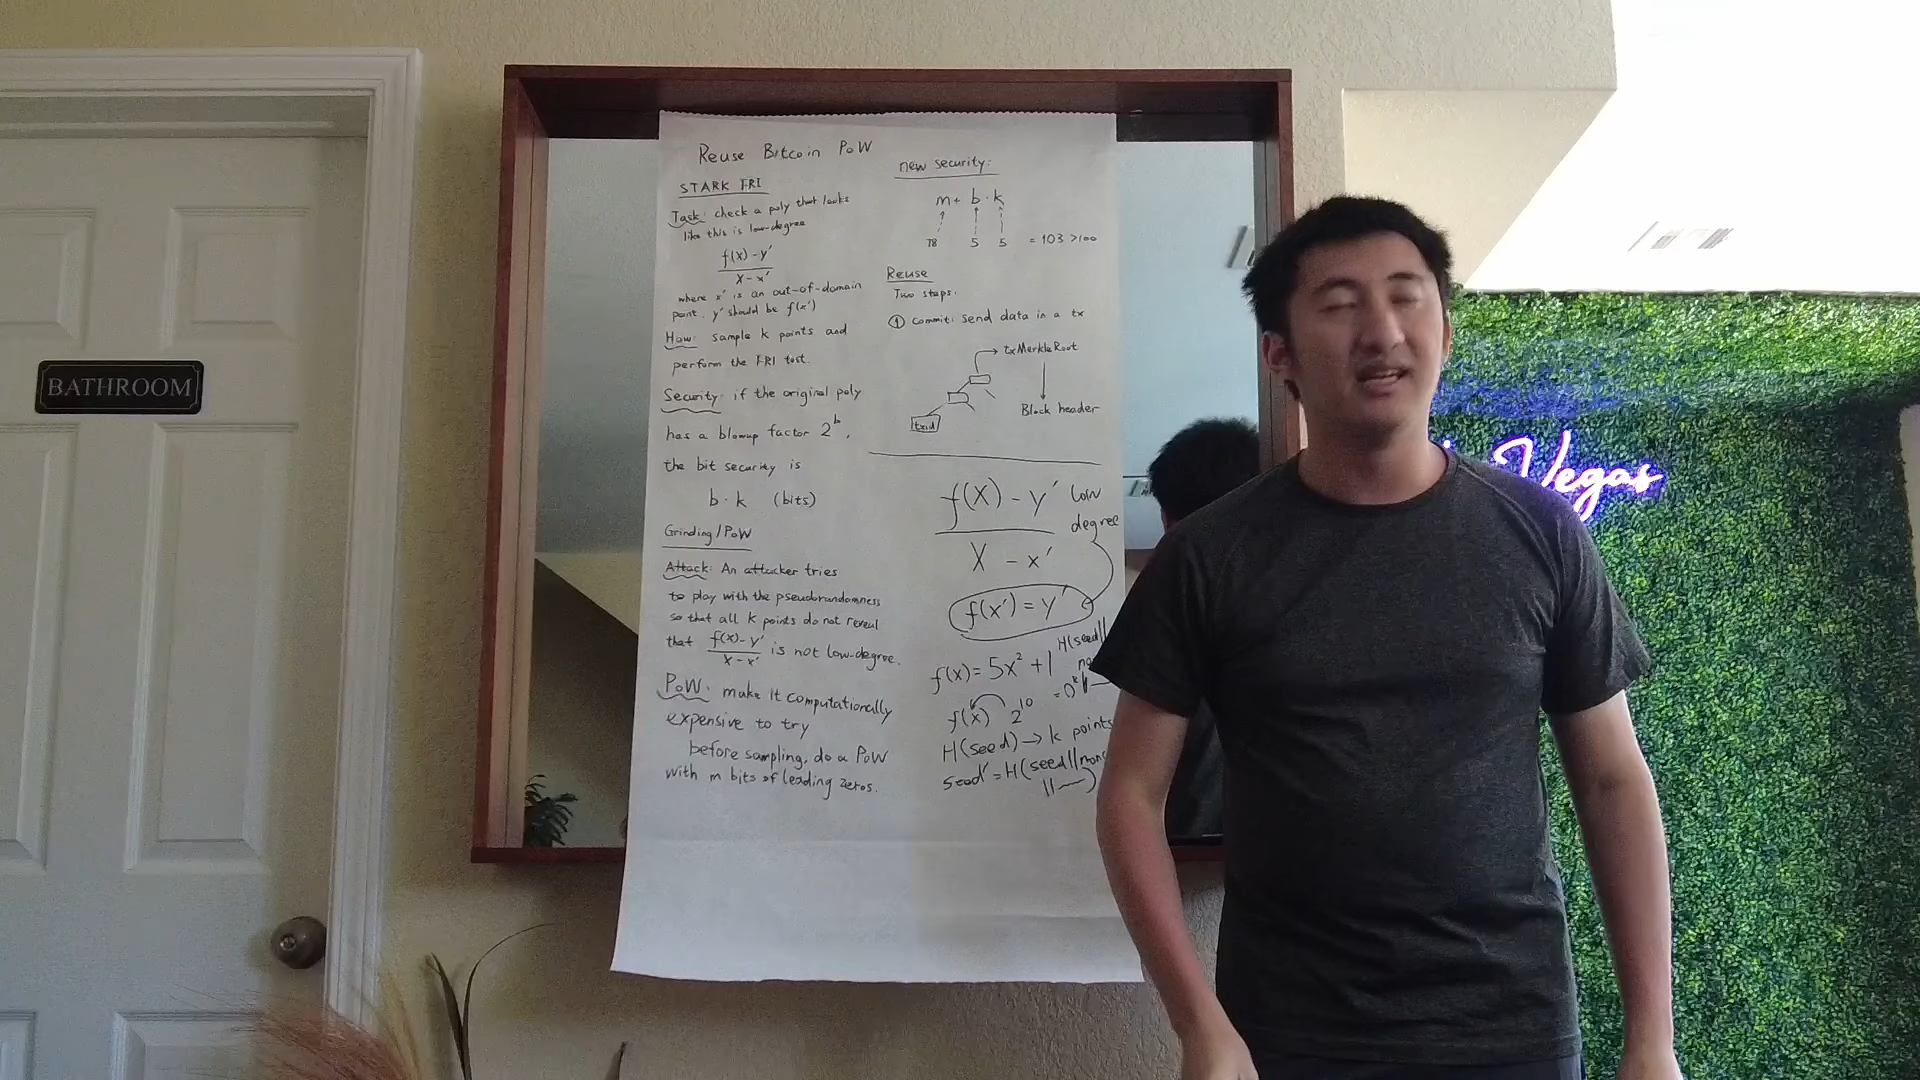 BATHROOM
Reuse Bitcoin PoW
STARK FRI
Task: check a poly that looks
like this is low-degree
f(x) - y'
x - x'
where x' is an out-of-domain
point. y' should be f(x')
How: sample k points and
perform the FRI test.
Security: if the original poly
has a blowup factor 2^b,
the bit security is
b · k (bits)
Grinding/PoW
Attack: An attacker tries
to play with the pseudorandomness
so that all k points do not reveal
that f(x)-y' / x-x' is not low-degree.
PoW: make it computationally
expensive to try
before sampling, do a PoW
with m bits of leading zeros.
new security:
m + b · k
78 5 5 = 103 > 100
Reuse
Two steps.
① Commit: send data in a tx
txMerkleRoot
Block header
txid
f(X) - y' low
degree
X - x'
f(x') = y'
H(seed||
f(x) = 5x² + 1
= 0^k||
f(x) 2^10
H(seed) → k points
seed' = H(seed||
||—)
Vegas